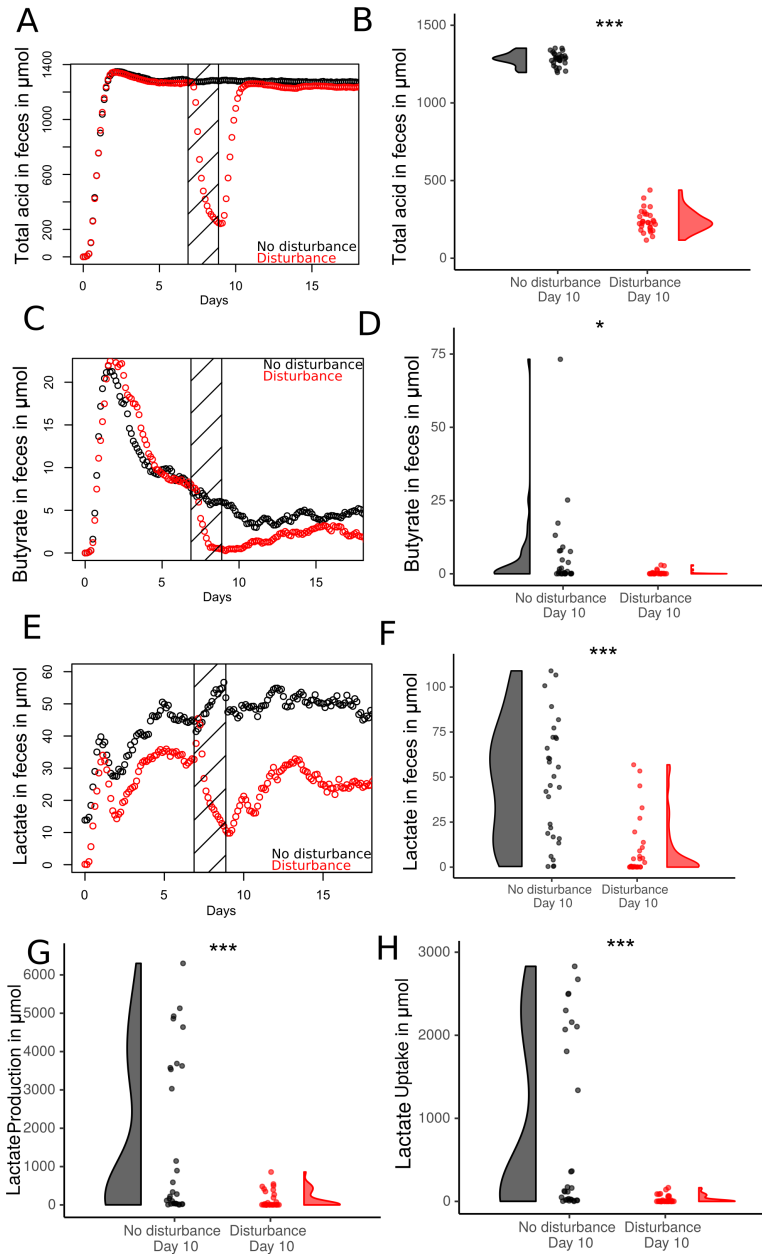 A
Total acid in feces in µmol
0
200
400
600
800
1000
1400
0
5
10
15
Days
No disturbance
Disturbance
B
***
Total acid in feces in µmol
1500
1000
500
0
No disturbance
Day 10
Disturbance
Day 10
C
Butyrate in feces in µmol
20
15
10
5
0
0
5
10
15
Days
No disturbance
Disturbance
D
*
Butyrate in feces in µmol
75
50
25
0
No disturbance
Day 10
Disturbance
Day 10
E
Lactate in feces in µmol
60
50
40
30
20
10
0
0
5
10
15
Days
No disturbance
Disturbance
F
***
Lactate in feces in µmol
100
75
50
25
0
No disturbance
Day 10
Disturbance
Day 10
G
***
Lactate Production in µmol
6000
5000
4000
3000
2000
1000
0
No disturbance
Day 10
Disturbance
Day 10
H
***
Lactate Uptake in µmol
3000
2000
1000
0
No disturbance
Day 10
Disturbance
Day 10